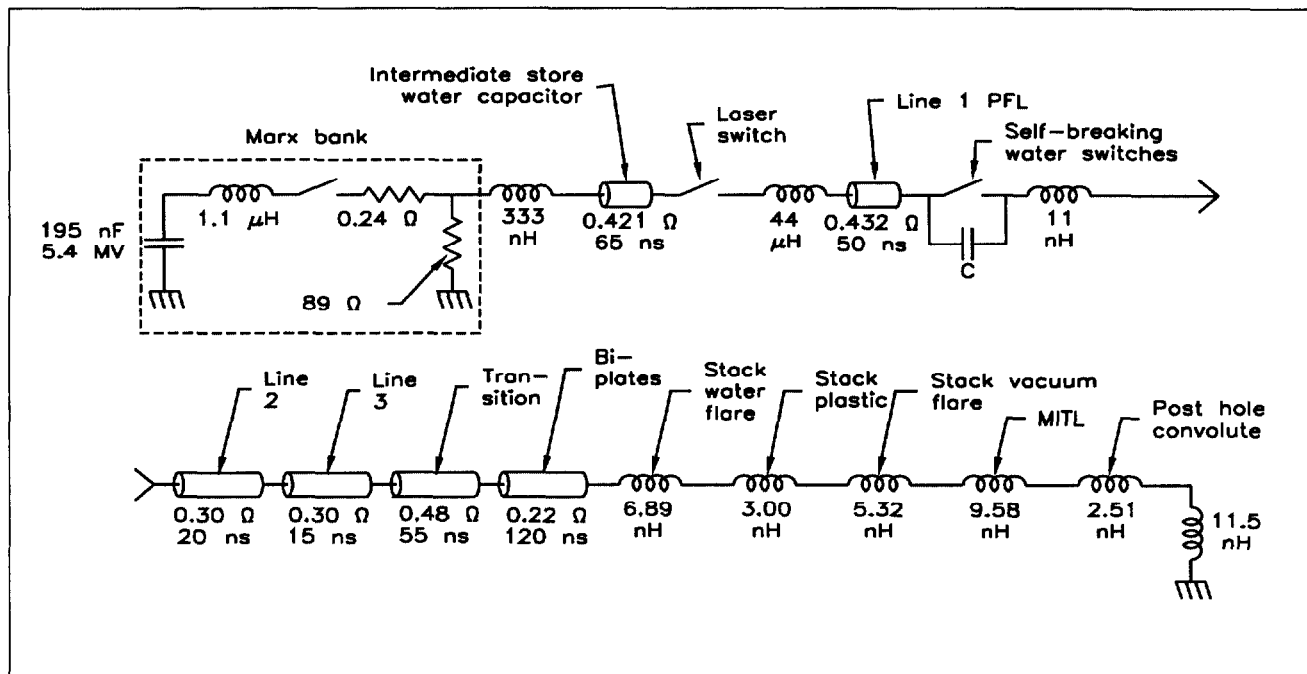 Intermediate store
water capacitor
Laser
switch
Line 1 PFL
Self-breaking
water switches
Marx bank
195 nF
5.4 MV
1.1 μH
0.24 Ω
89 Ω
333
nH
0.421 Ω
65 ns
44
μH
0.432 Ω
50 ns
C
11
nH
Line
2
Line
3
Tran-
sition
Bi-
plates
Stack
water
flare
Stack
plastic
Stack vacuum
flare
MITL
Post hole
convolute
0.30 Ω
20 ns
0.30 Ω
15 ns
0.48 Ω
55 ns
0.22 Ω
120 ns
6.89
nH
3.00
nH
5.32
nH
9.58
nH
2.51
nH
11.5
nH